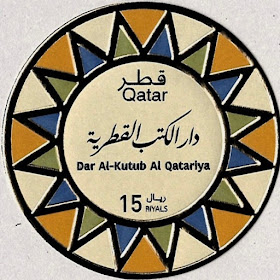 قطر
Qatar
دار الكتب القطرية
Dar Al-Kutub Al Qatariya
15 ريال
RIYALS